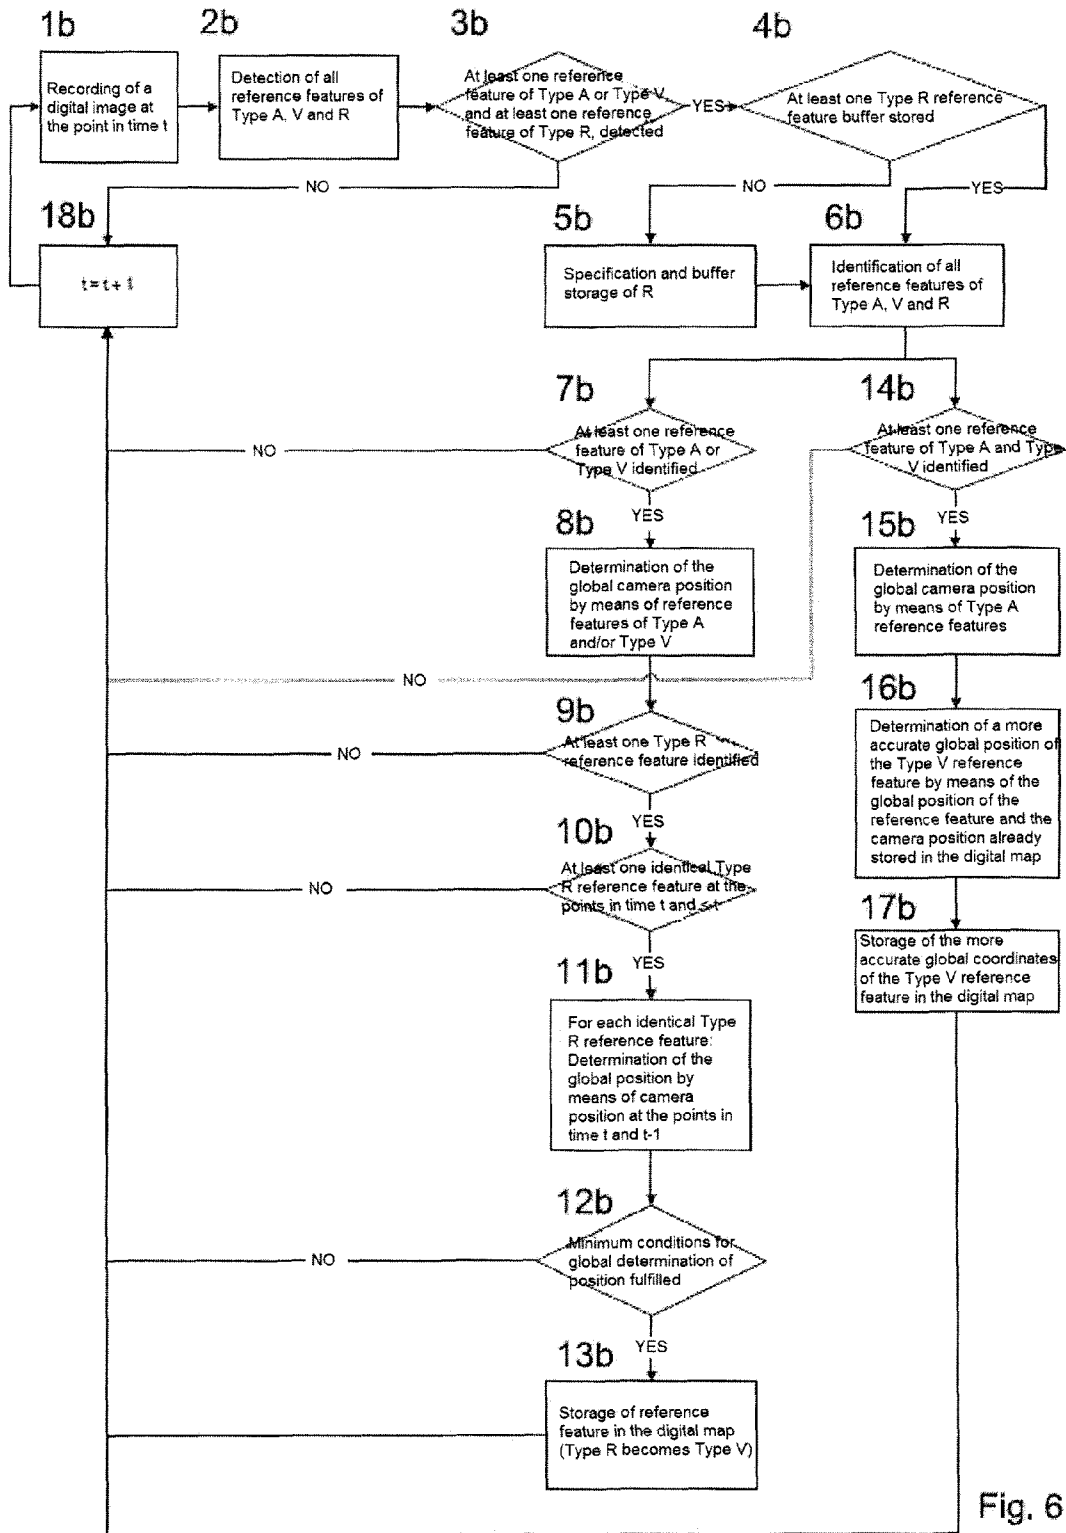 1b
2b
3b
4b
Recording of a
digital image at
the point in time t
Detection of all
reference features of
Type A, V and R
At least one reference
feature of Type A or Type V
and at least one reference
feature of Type R, detected
YES
At least one Type R reference
feature buffer stored
NO
NO
YES
18b
5b
6b
t=t+1
Specification and buffer
storage of R
Identification of all
reference features of
Type A, V and R
7b
14b
At least one reference
feature of Type A or
Type V identified
NO
At least one reference
feature of Type A and Type
V identified
YES
YES
8b
15b
Determination of the
global camera position
by means of reference
features of Type A
and/or Type V
Determination of the
global camera position
by means of Type A
reference features
NO
9b
16b
At least one Type R
reference feature identified
NO
Determination of a more
accurate global position of
the Type V reference
feature by means of the
global position of the
reference feature and the
camera position already
stored in the digital map
YES
10b
At least one identical Type
R reference feature at the
points in time t and ≤ t
NO
17b
Storage of the more
accurate global coordinates
of the Type V reference
feature in the digital map
YES
11b
For each identical Type
R reference feature:
Determination of the
global position by
means of camera
position at the points in
time t and t-1
12b
Minimum conditions for
global determination of
position fulfilled
NO
YES
13b
Storage of reference
feature in the digital map
(Type R becomes Type V)
Fig. 6